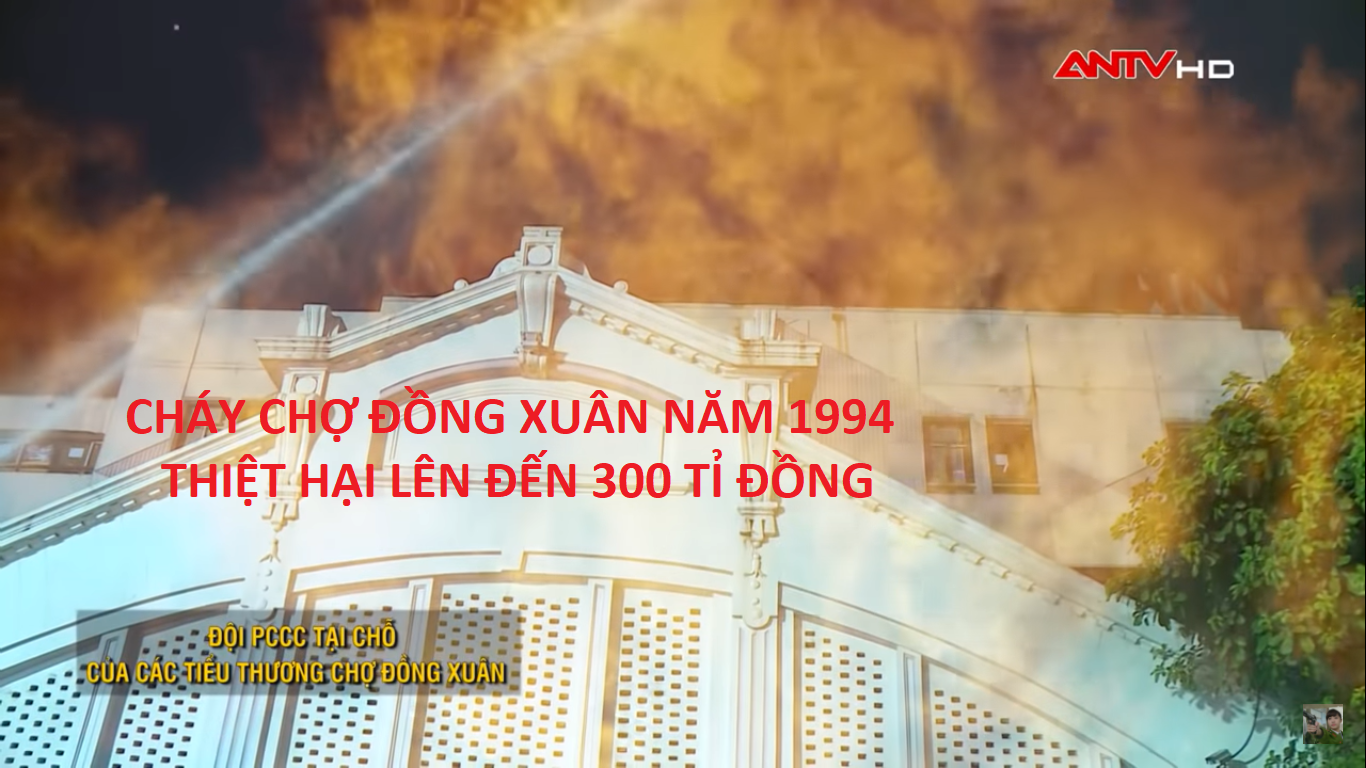 ANTV HD
CHÁY CHỢ ĐỒNG XUÂN NĂM 1994
THIỆT HẠI LÊN ĐẾN 300 TỈ ĐỒNG
ĐỘI PCCC TẠI CHỖ
CỦA CÁC TIỂU THƯƠNG CHỢ ĐỒNG XUÂN